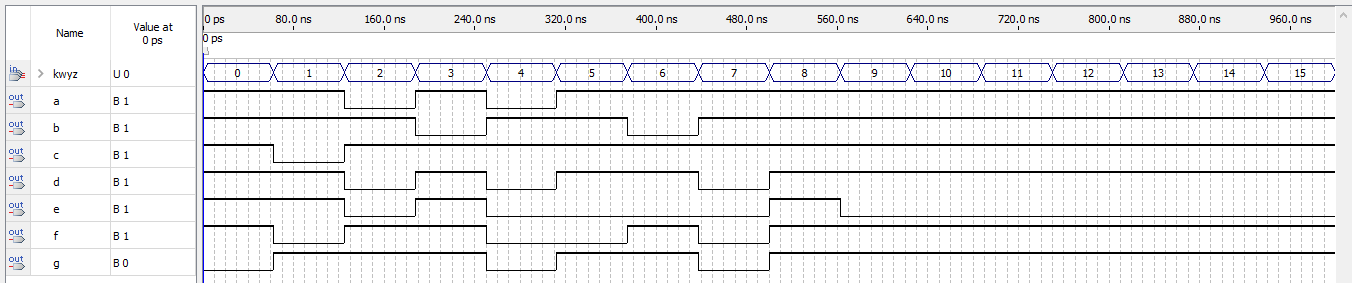 0 ps 80.0 ns 160.0 ns 240.0 ns 320.0 ns 400.0 ns 480.0 ns 560.0 ns 640.0 ns 720.0 ns 800.0 ns 880.0 ns 960.0 ns
Name Value at
0 ps
0 ps
in > kwyz U 0 0 1 2 3 4 5 6 7 8 9 10 11 12 13 14 15
out a B 1
out b B 1
out c B 1
out d B 1
out e B 1
out f B 1
out g B 0